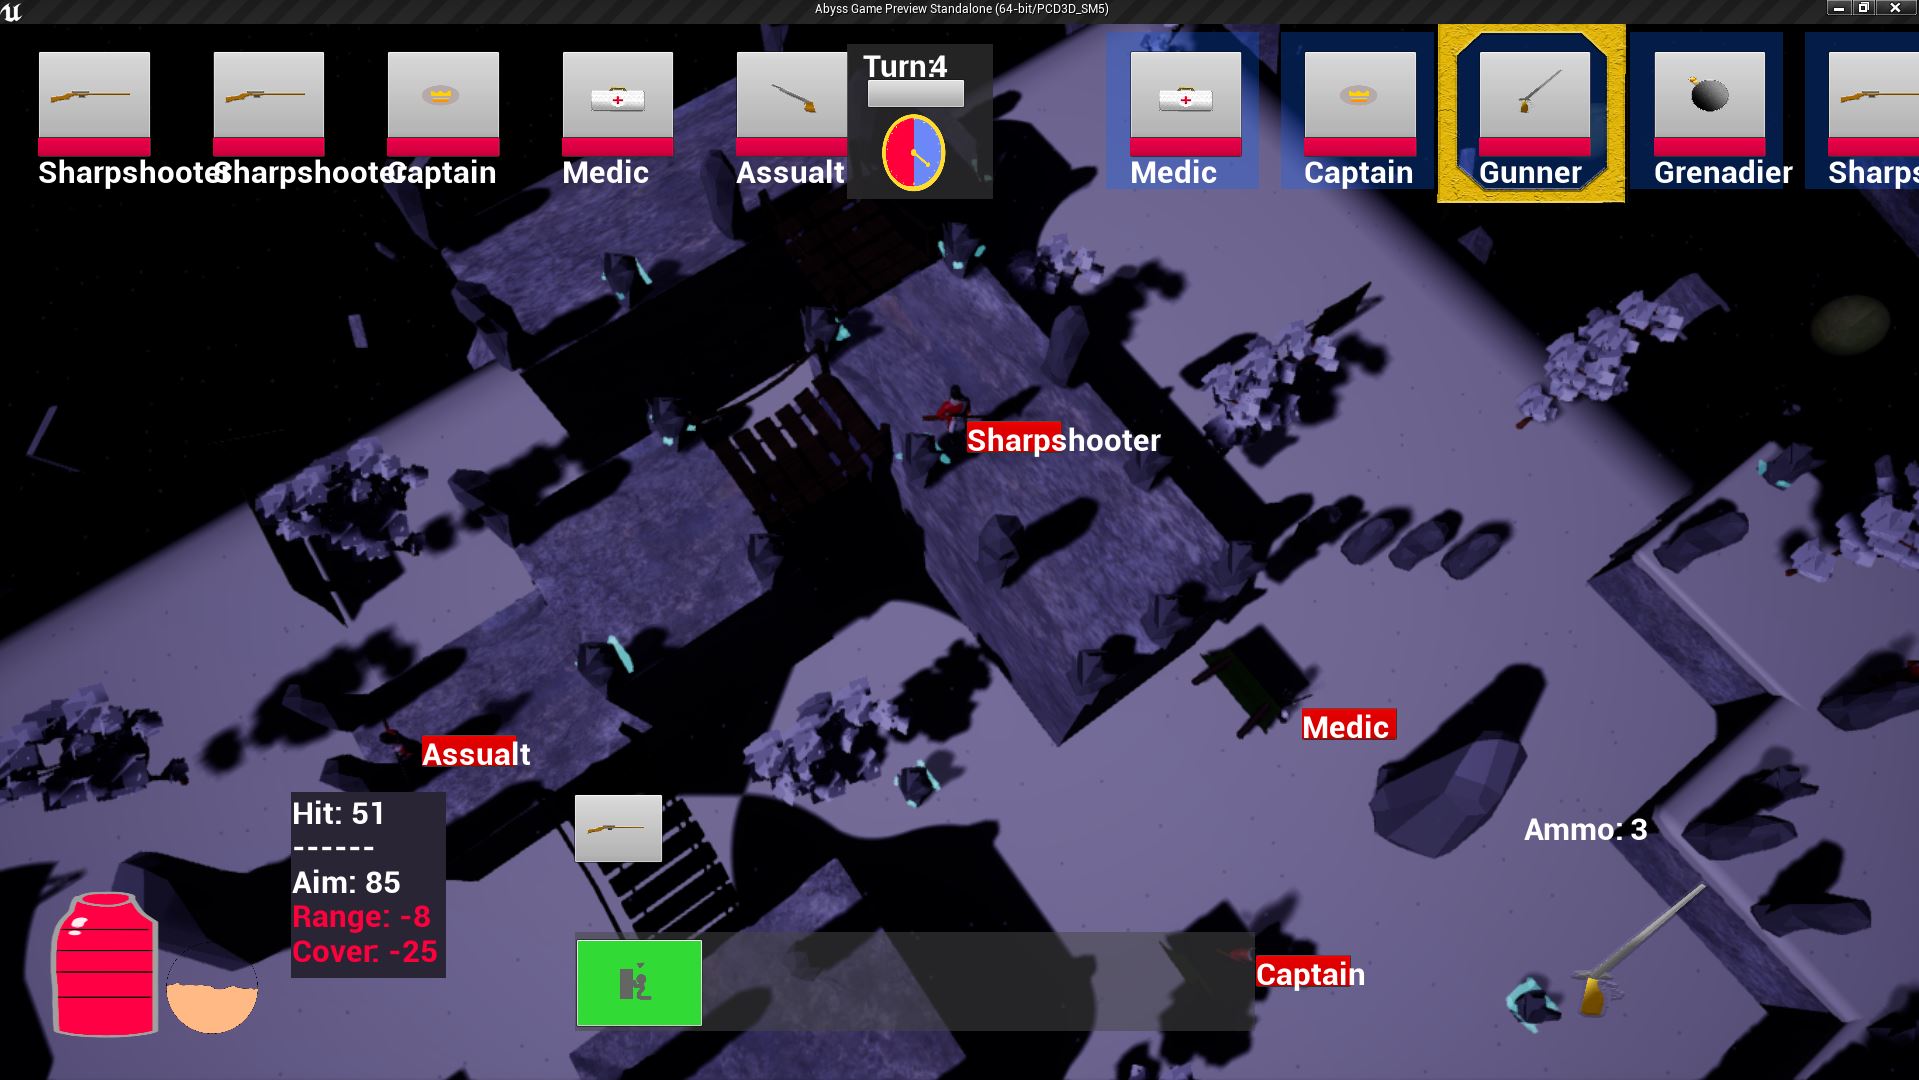 Abyss Game Preview Standalone (64-bit/PCD3D_SM5)
Turn:4
Sharpshooter Sharpshooter Captain Medic Assualt Medic Captain Gunner Grenadier Sharps
Sharpshooter
Medic
Assualt
Hit: 51
------
Aim: 85
Range: -8
Cover: -25
Ammo: 3
Captain